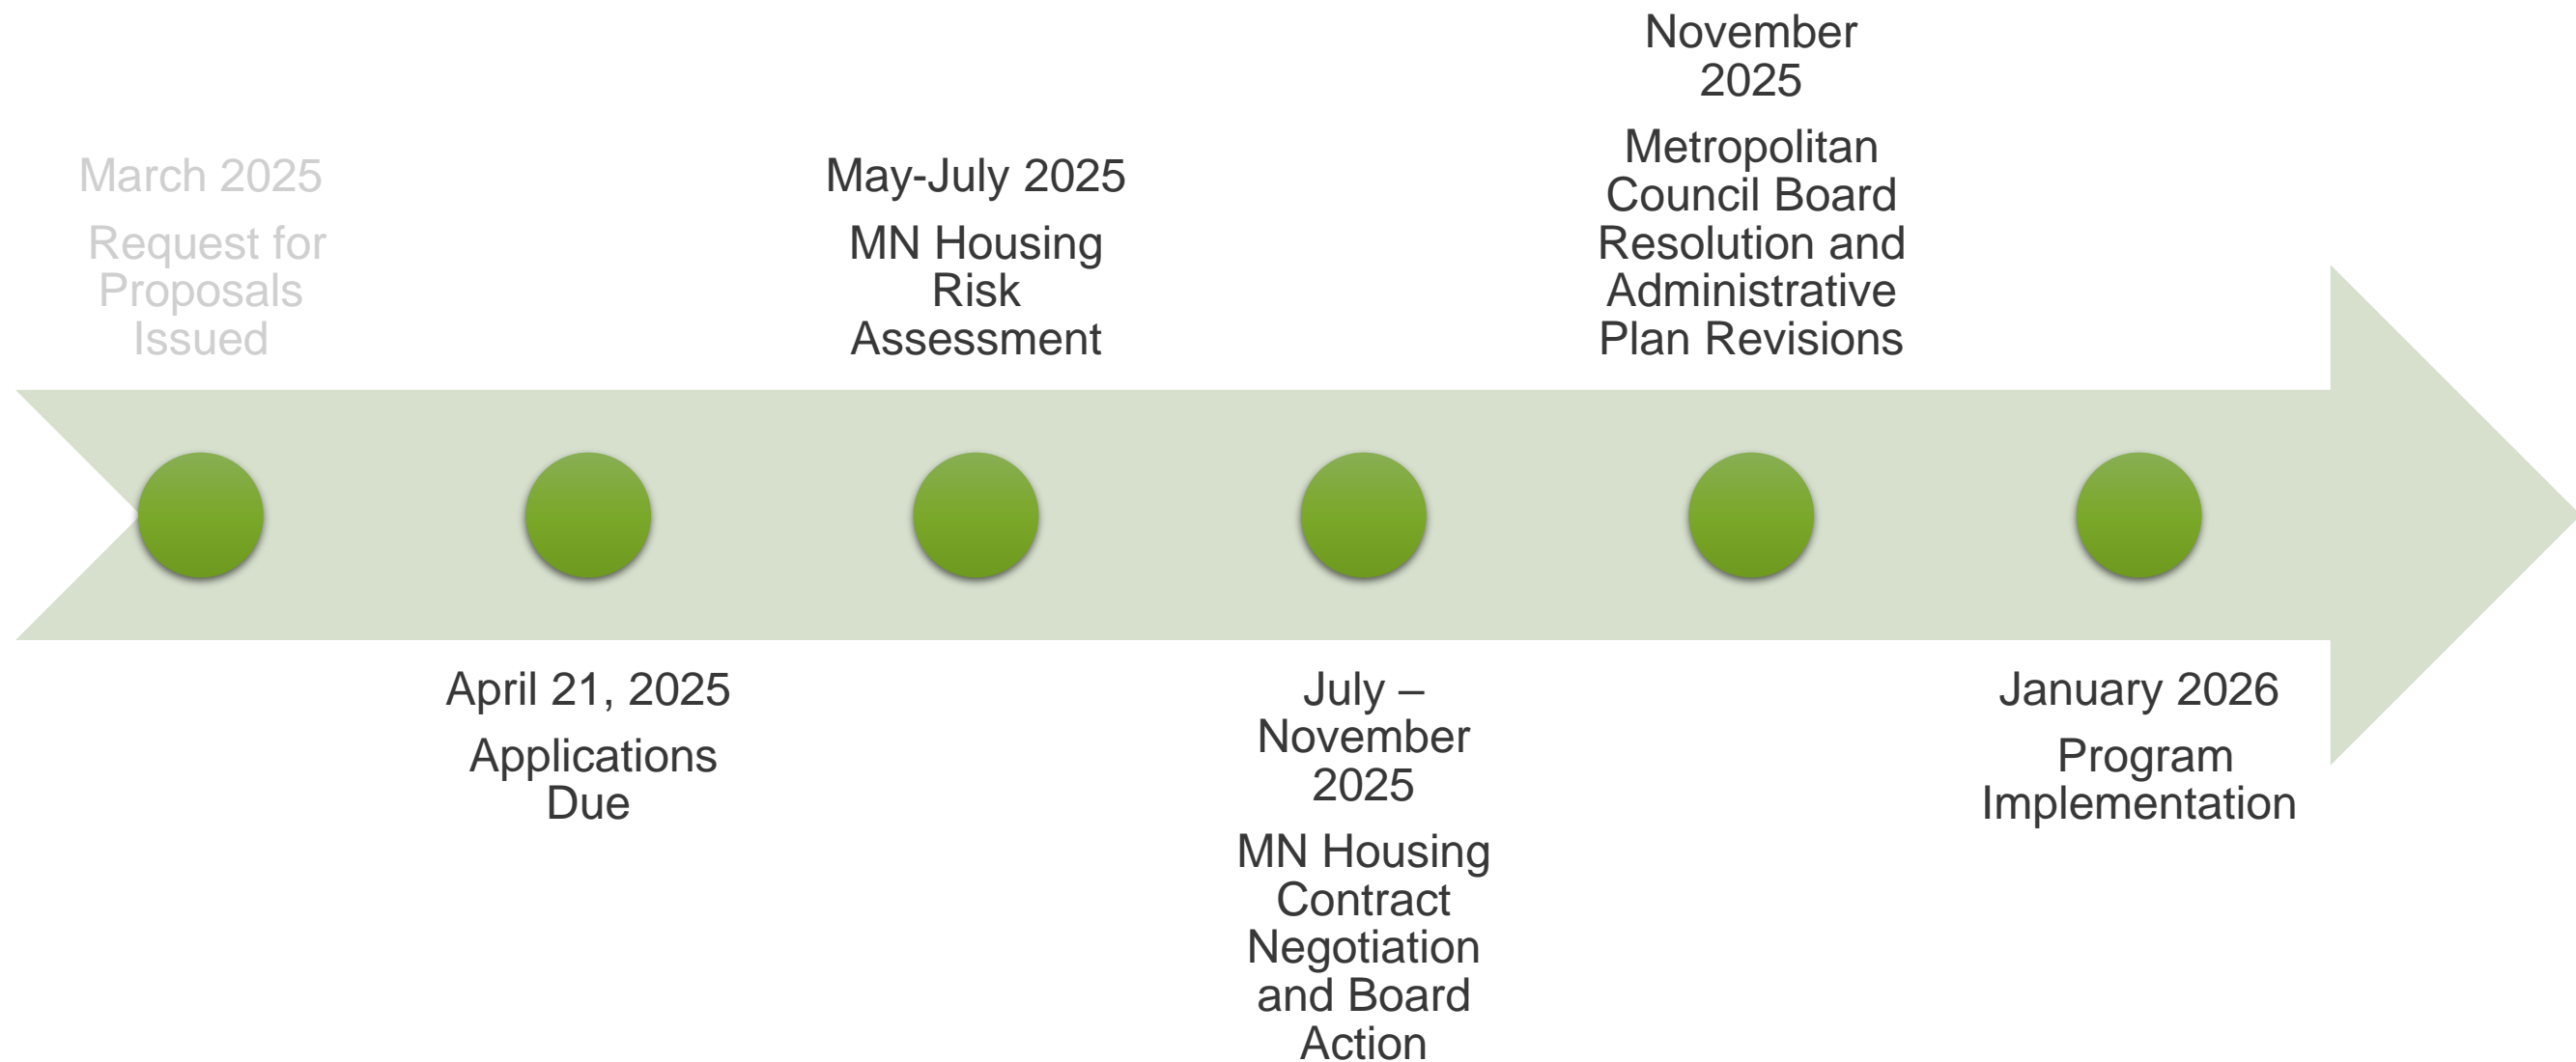 March 2025
Request for
Proposals
Issued
April 21, 2025
Applications
Due
May-July 2025
MN Housing
Risk
Assessment
July –
November
2025
MN Housing
Contract
Negotiation
and Board
Action
November
2025
Metropolitan
Council Board
Resolution and
Administrative
Plan Revisions
January 2026
Program
Implementation